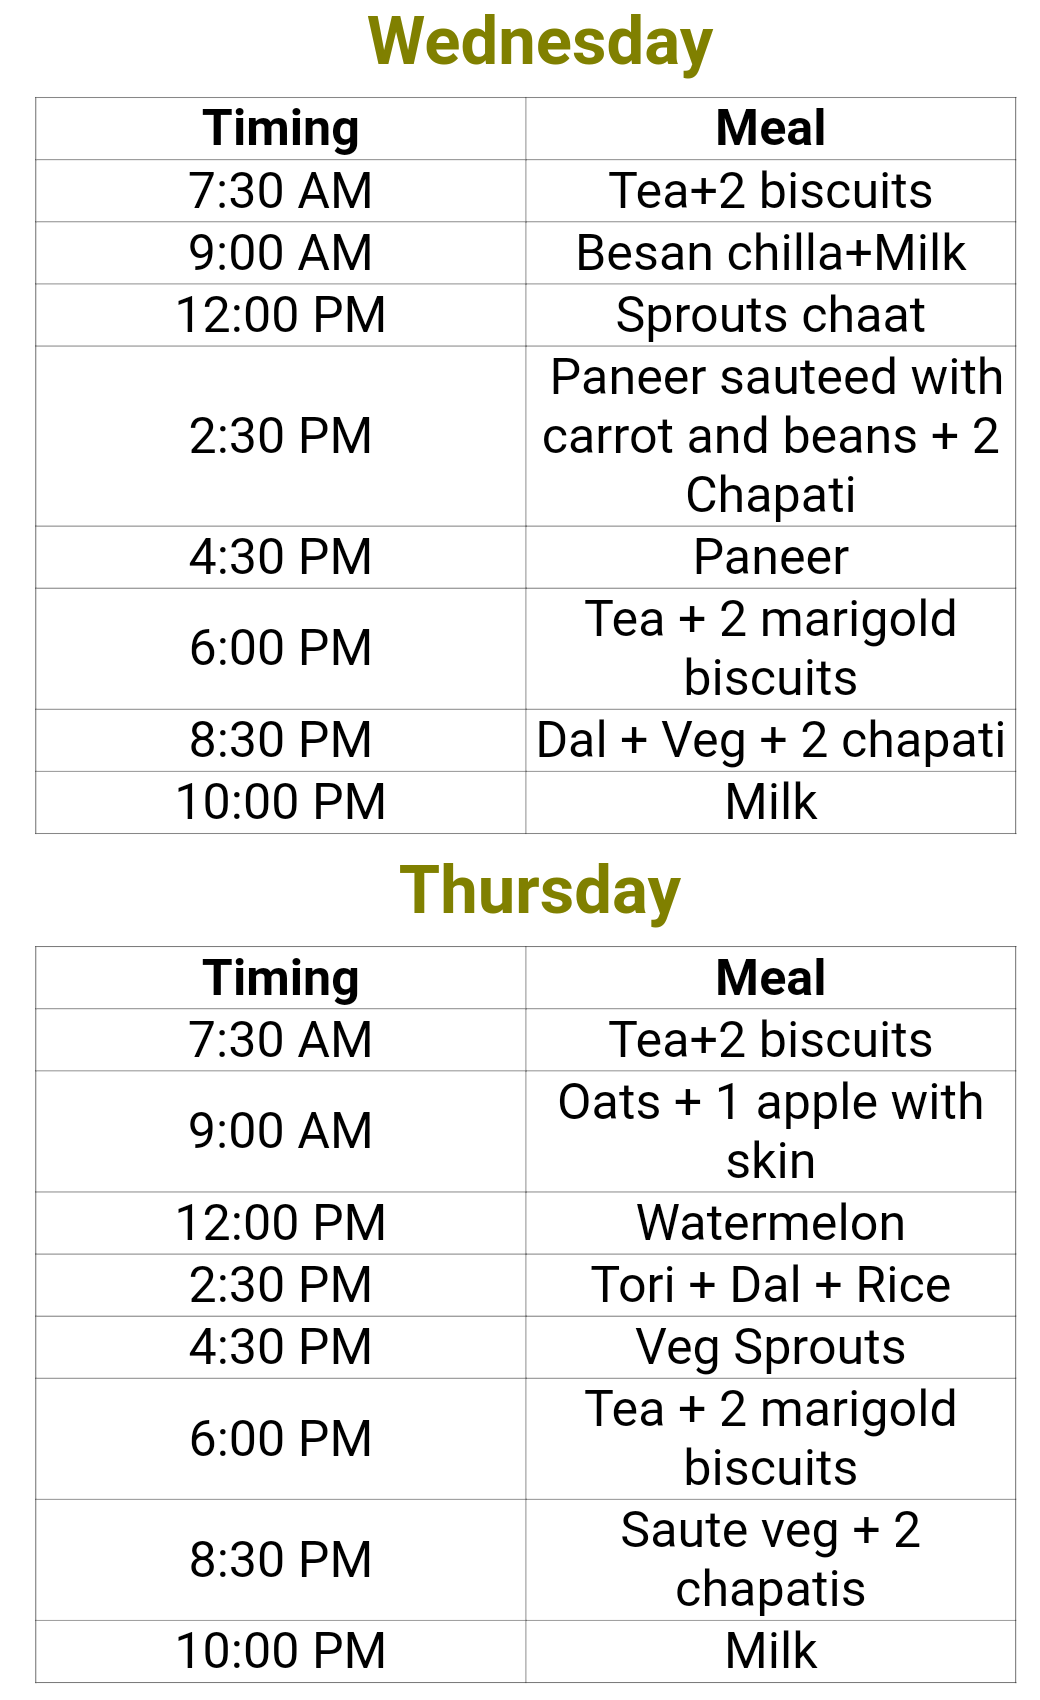 Wednesday
Timing Meal
7:30 AM Tea+2 biscuits
9:00 AM Besan chilla+Milk
12:00 PM Sprouts chaat
2:30 PM Paneer sauteed with
carrot and beans + 2
Chapati
4:30 PM Paneer
6:00 PM Tea + 2 marigold
biscuits
8:30 PM Dal + Veg + 2 chapati
10:00 PM Milk
Thursday
Timing Meal
7:30 AM Tea+2 biscuits
9:00 AM Oats + 1 apple with
skin
12:00 PM Watermelon
2:30 PM Tori + Dal + Rice
4:30 PM Veg Sprouts
6:00 PM Tea + 2 marigold
biscuits
8:30 PM Saute veg + 2
chapatis
10:00 PM Milk